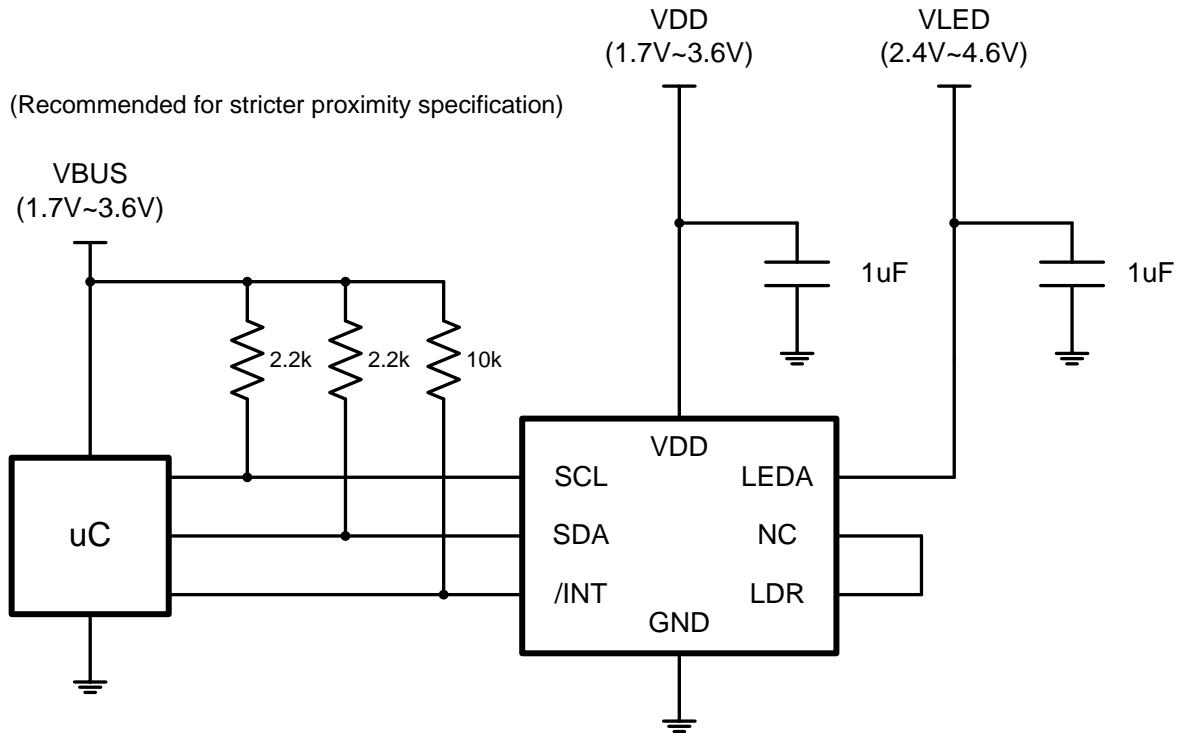 VDD
(1.7V~3.6V)
VLED
(2.4V~4.6V)
(Recommended for stricter proximity specification)
VBUS
(1.7V~3.6V)
1uF
1uF
2.2k
2.2k
10k
uC
VDD
SCL
LEDA
SDA
NC
/INT
LDR
GND